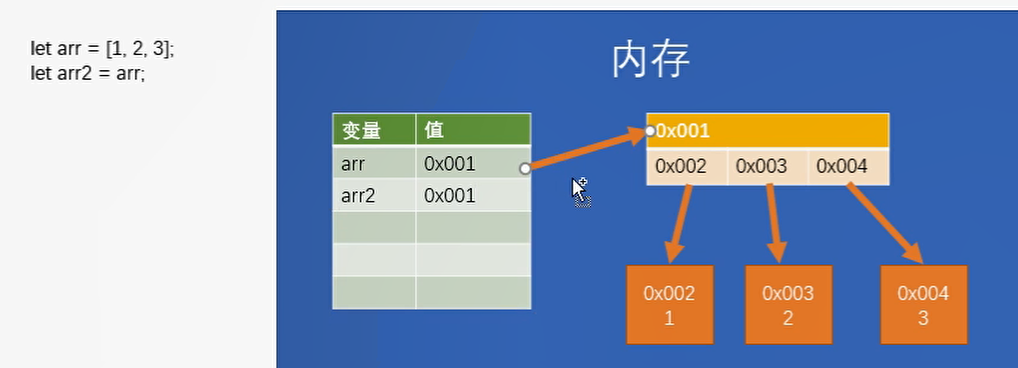 let arr = [1, 2, 3];
let arr2 = arr;
内存
变量 值
arr 0x001
arr2 0x001
0x001
0x002 0x003 0x004
0x002
1
0x003
2
0x004
3